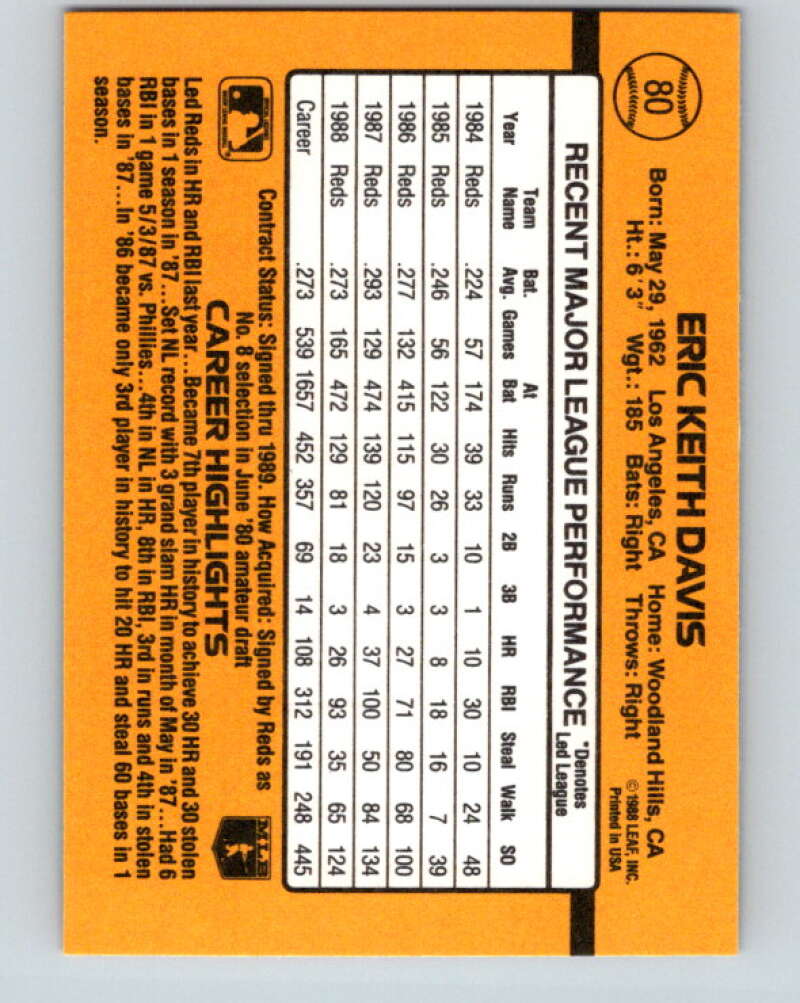 80
ERIC KEITH DAVIS
Born: May 29, 1962 Los Angeles, CA Home: Woodland Hills, CA
Ht.: 6'3" Wgt.: 185 Bats: Right Throws: Right
©1988 LEAF, INC.
Printed in USA
RECENT MAJOR LEAGUE PERFORMANCE *Denotes Led League
Year Team Name Bat. Avg. Games At Bat Hits Runs 2B 3B HR RBI Steal Walk SO
1984 Reds .224 57 174 39 33 10 1 10 30 10 24 48
1985 Reds .246 56 122 30 26 3 3 8 18 16 7 39
1986 Reds .277 132 415 115 97 15 3 27 71 80 68 100
1987 Reds .293 129 474 139 120 23 4 37 100 50 84 134
1988 Reds .273 165 472 129 81 18 3 26 93 35 65 124
Career .273 539 1657 452 357 69 14 108 312 191 248 445
Contract Status: Signed thru 1989. How Acquired: Signed by Reds as
No. 8 selection in June '80 amateur draft
MLB
CAREER HIGHLIGHTS
Led Reds in HR and RBI last year...Became 7th player in history to achieve 30 HR and 30 stolen
bases in 1 season in '87...Set NL record with 3 grand slam HR in month of May in '87...Had 6
RBI in 1 game 5/3/87 vs. Phillies...4th in NL in HR, 8th in RBI, 3rd in runs and 4th in stolen
bases in '87...In '86 became only 3rd player in history to hit 20 HR and steal 60 bases in 1
season.